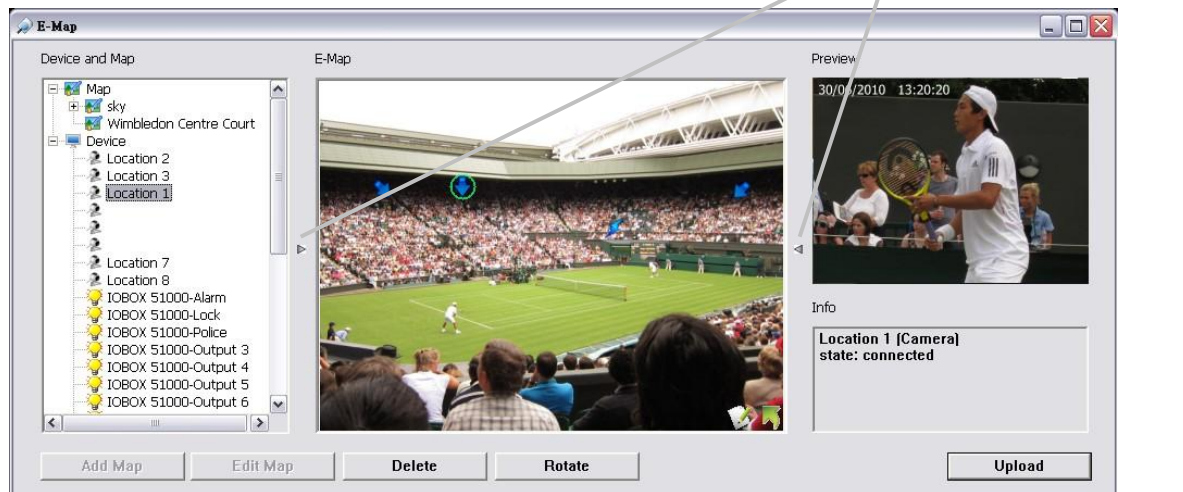 E-Map
Device and Map
E-Map
Preview
Map
sky
Wimbledon Centre Court
Device
Location 2
Location 3
Location 1
Location 7
Location 8
IOBOX 51000-Alarm
IOBOX 51000-Lock
IOBOX 51000-Police
IOBOX 51000-Output 3
IOBOX 51000-Output 4
IOBOX 51000-Output 5
IOBOX 51000-Output 6
30/06/2010 13:20:20
Info
Location 1 (Camera)
state: connected
Add Map
Edit Map
Delete
Rotate
Upload